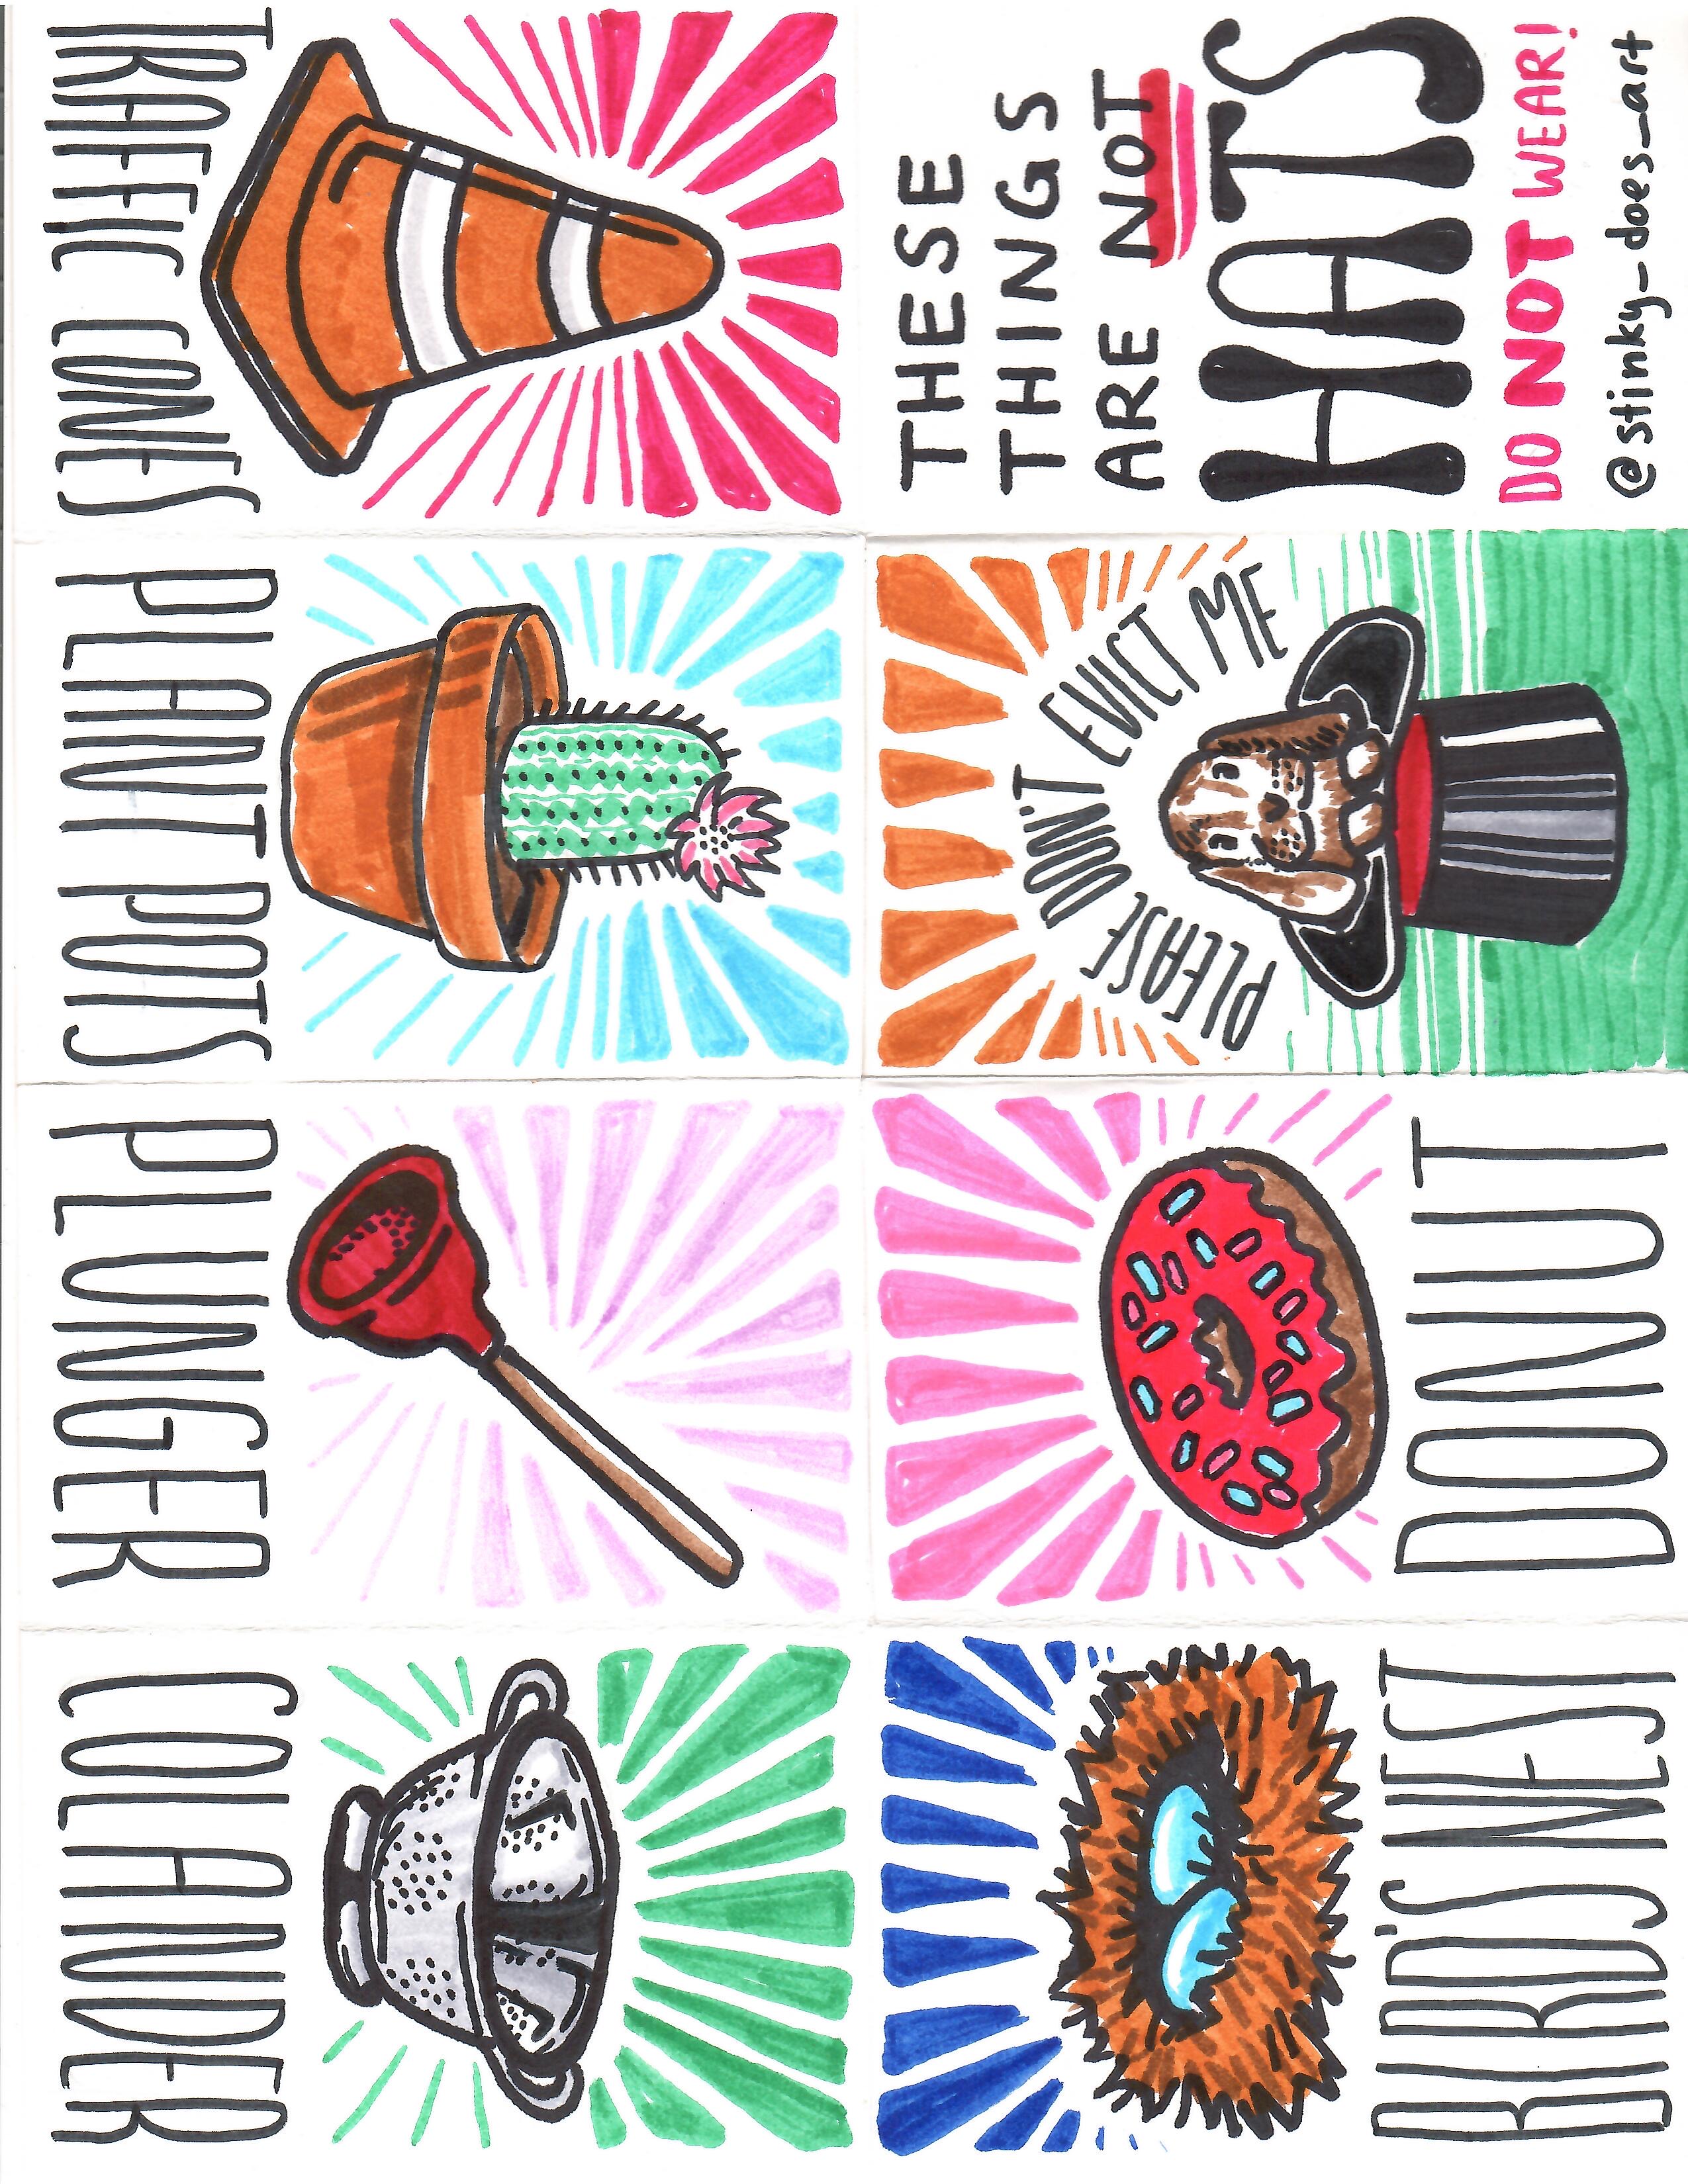 THESE
THINGS
ARE NOT
HATS
DO NOT WEAR!
@stinky_does_art
TRAFFIC CONES
PLANT POTS
PLUNGER
COLANDER
BIRD'S NEST
DONUT
PLEASE DON'T EVICT ME